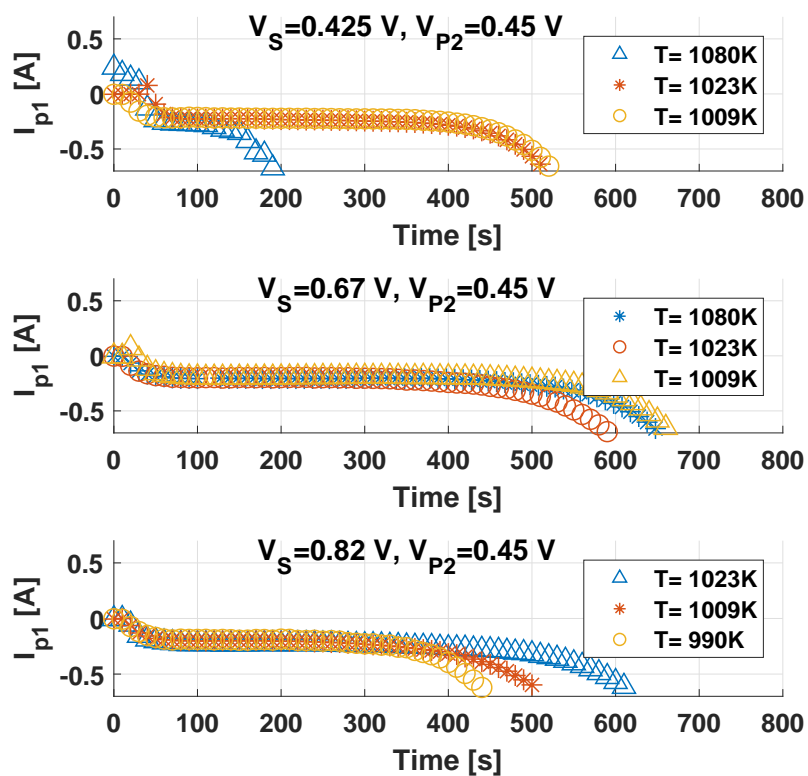 V_S=0.425 V, V_P2=0.45 V
0.5
0
-0.5
I_p1 [A]
T= 1080K
T= 1023K
T= 1009K
0 100 200 300 400 500 600 700 800
Time [s]
V_S=0.67 V, V_P2=0.45 V
0.5
0
-0.5
I_p1 [A]
T= 1080K
T= 1023K
T= 1009K
0 100 200 300 400 500 600 700 800
Time [s]
V_S=0.82 V, V_P2=0.45 V
0.5
0
-0.5
I_p1 [A]
T= 1023K
T= 1009K
T= 990K
0 100 200 300 400 500 600 700 800
Time [s]